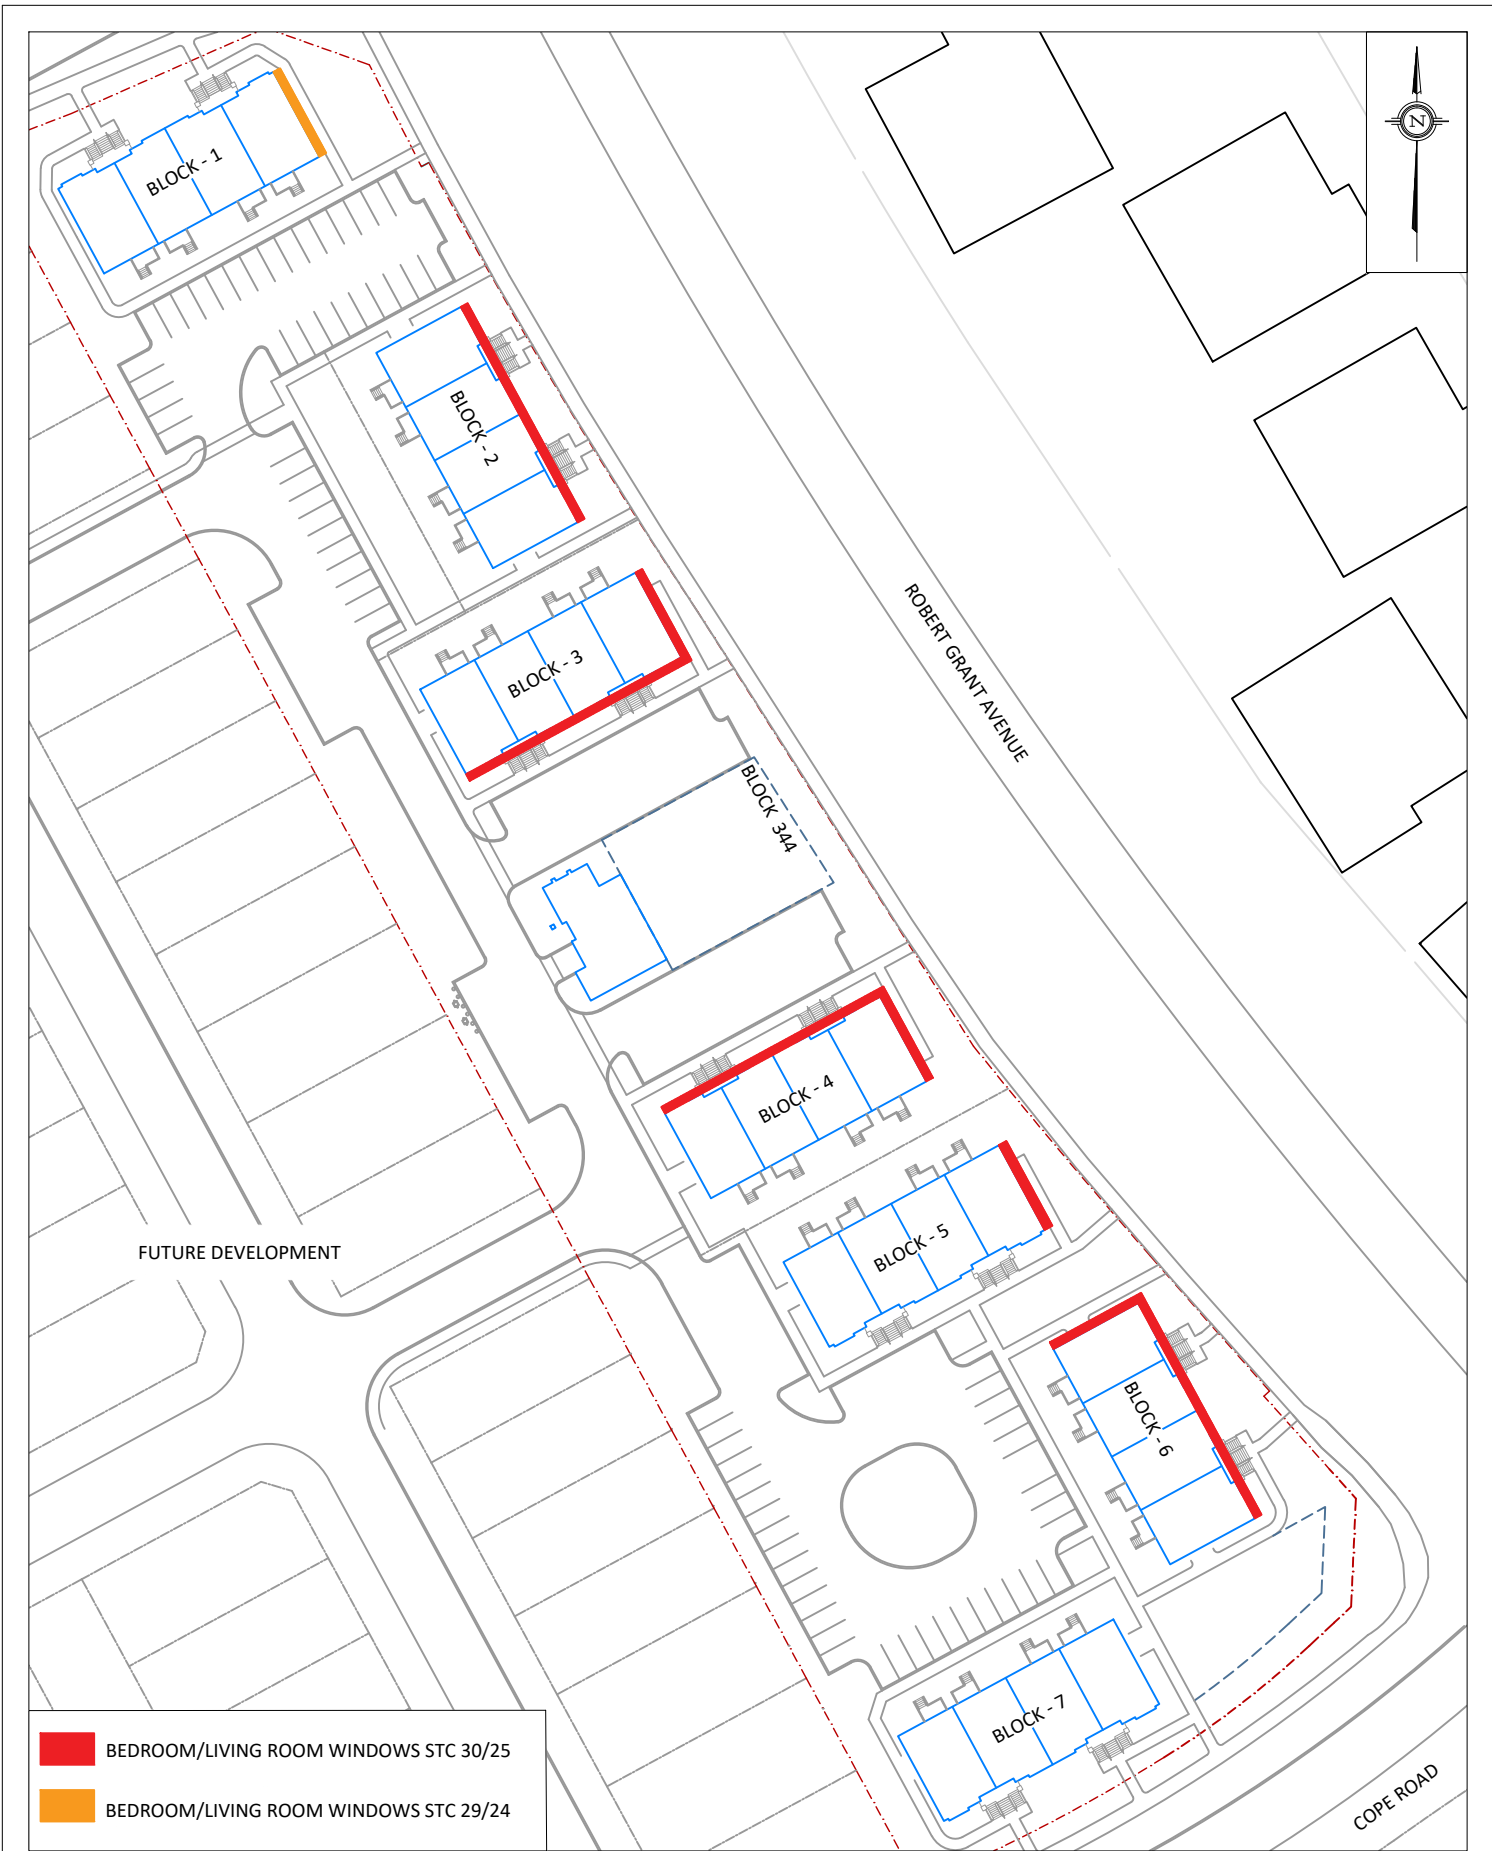 N
BLOCK - 1
BLOCK - 2
BLOCK - 3
ROBERT GRANT AVENUE
BLOCK 344
BLOCK - 4
BLOCK - 5
FUTURE DEVELOPMENT
BLOCK - 6
BLOCK - 7
BEDROOM/LIVING ROOM WINDOWS STC 30/25
BEDROOM/LIVING ROOM WINDOWS STC 29/24
COPE ROAD